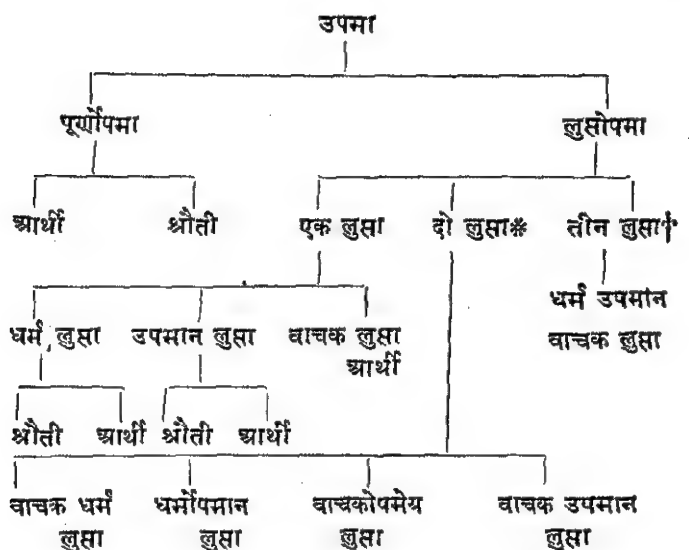 उपमा
पूर्णोपमा लुप्तोपमा
आर्थी श्रौती एक लुप्ता दो लुप्ता* तीन लुप्ता†
धर्म उपमान
धर्म लुप्ता उपमान लुप्ता वाचक लुप्ता वाचक लुप्ता
आर्थी
श्रौती आर्थी श्रौती आर्थी
वाचक धर्म धर्मोपमान वाचकोपमेय वाचक उपमान
लुप्ता लुप्ता लुप्ता लुप्ता